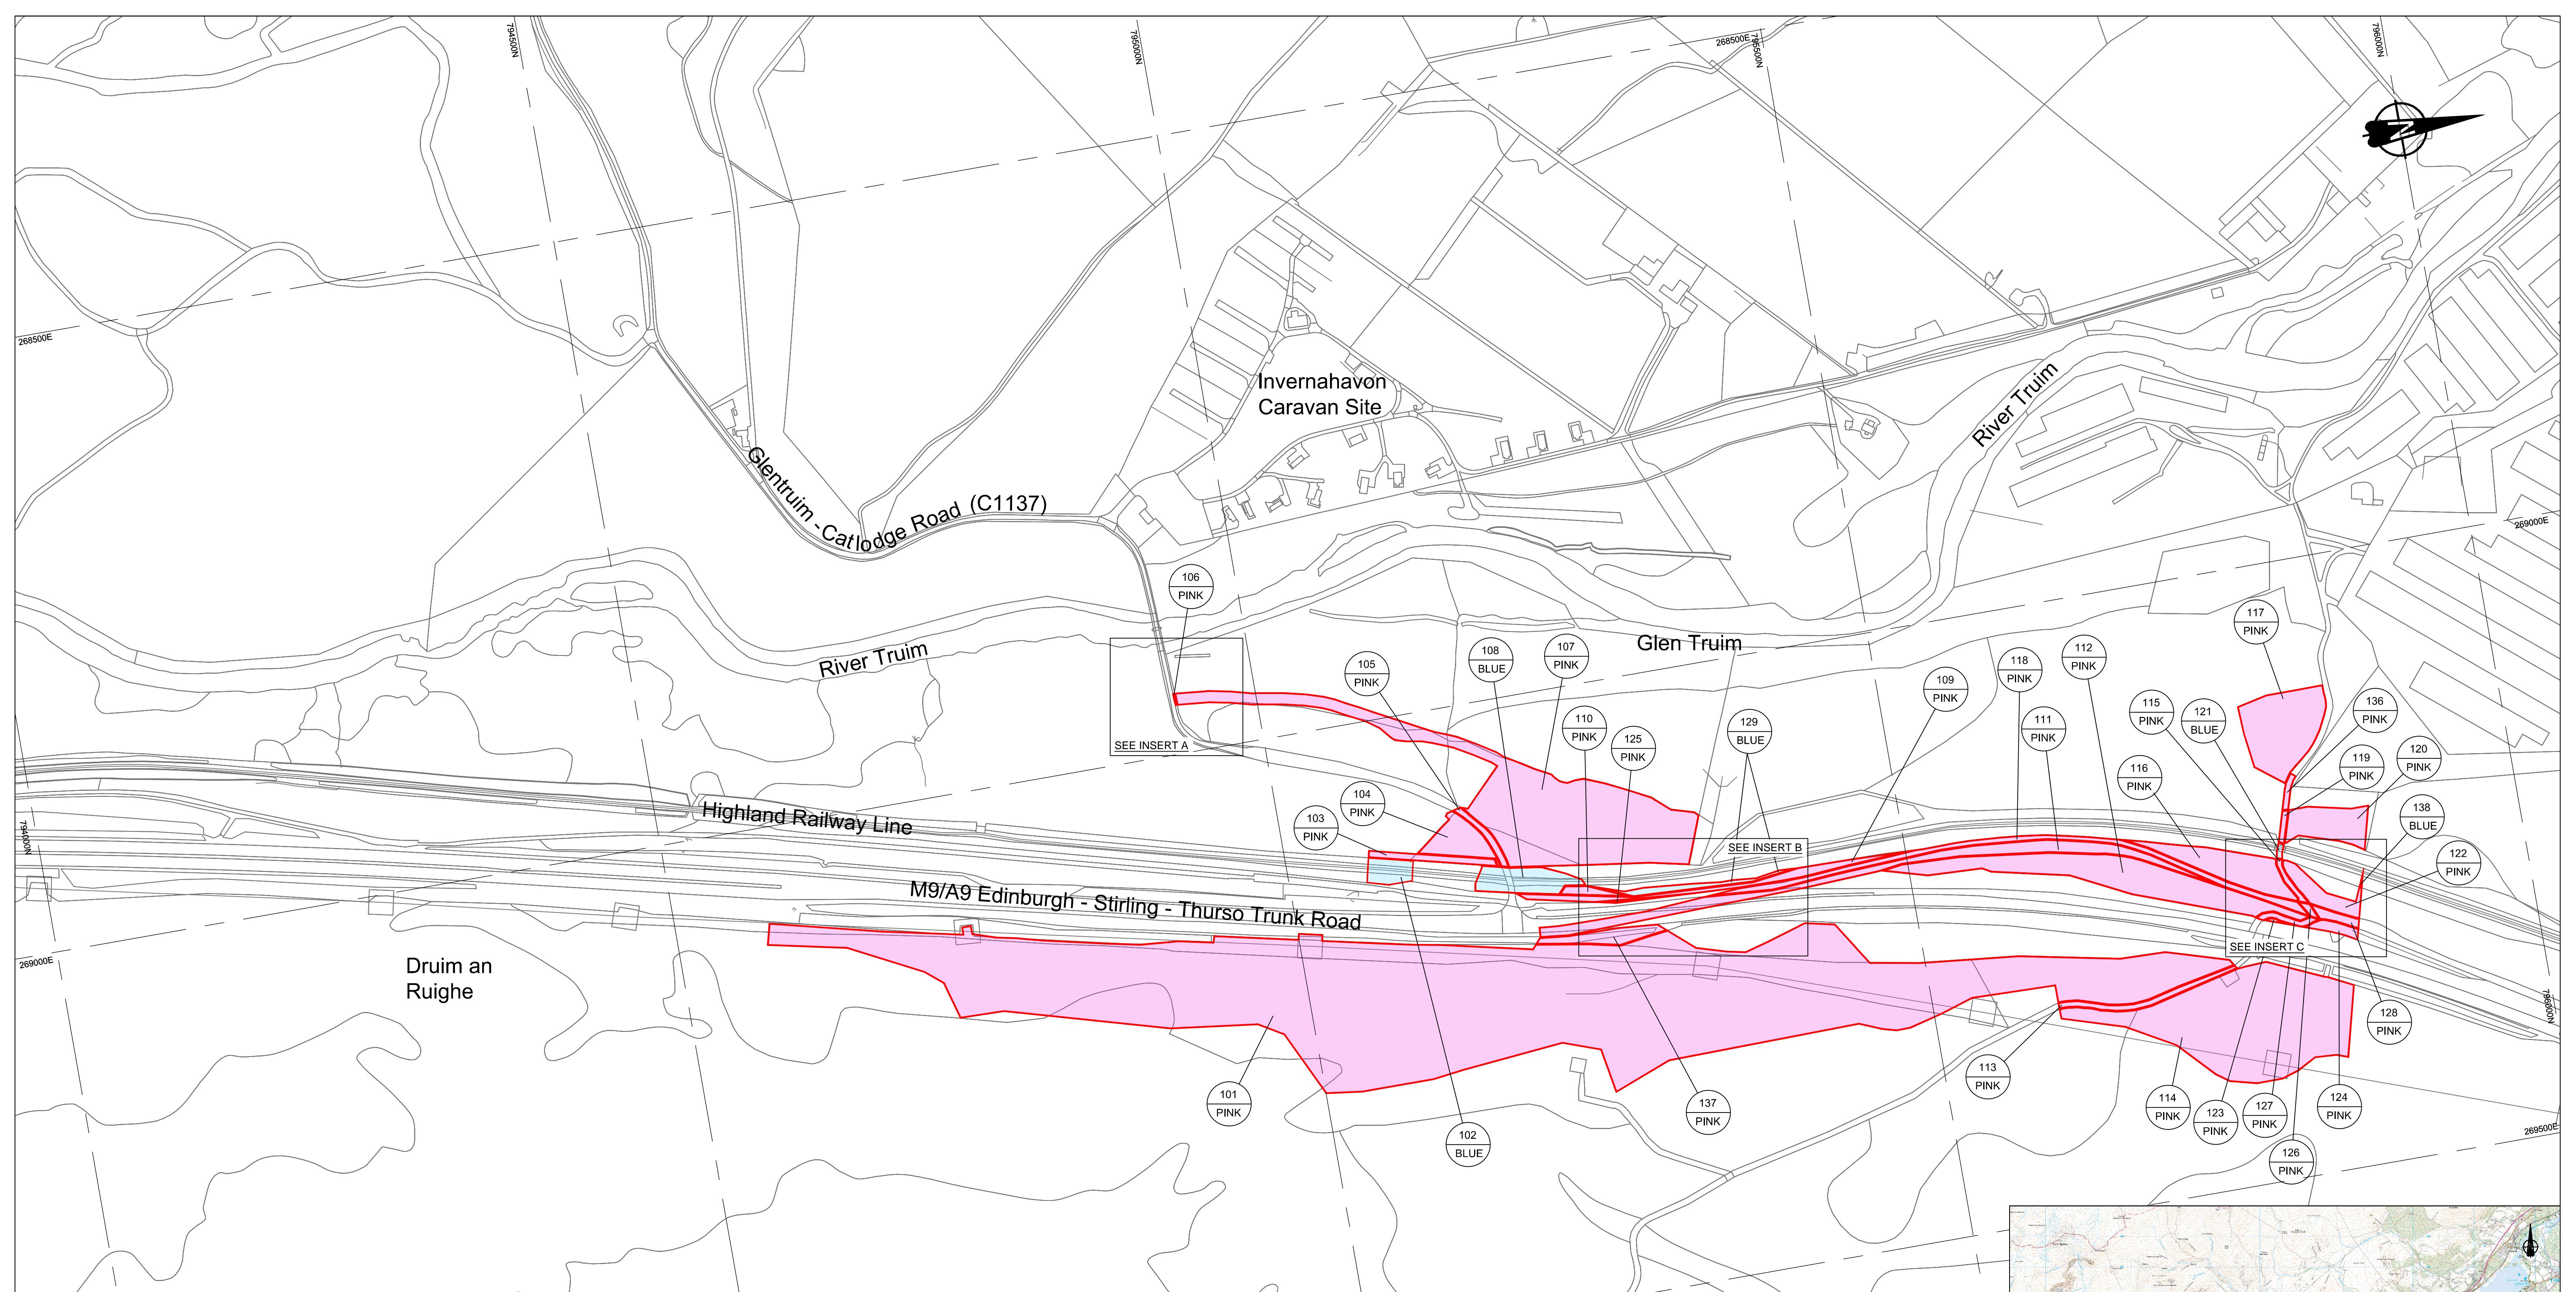 794500N
795000N
268500E
795500N
796000N
268500E
Invernahavon
Caravan Site
River Truim
Glentruim -Catlodge Road (C1137)
269000E
106
PINK
River Truim
Glen Truim
117
PINK
105
PINK
108
BLUE
107
PINK
109
PINK
118
PINK
112
PINK
110
PINK
125
PINK
129
BLUE
111
PINK
115
PINK
121
BLUE
136
PINK
SEE INSERT A
116
PINK
119
PINK
120
PINK
104
PINK
103
PINK
138
BLUE
Highland Railway Line
794000N
SEE INSERT B
122
PINK
M9/A9 Edinburgh - Stirling - Thurso Trunk Road
SEE INSERT C
269000E
Druim an
Ruighe
796000N
128
PINK
113
PINK
101
PINK
137
PINK
114
PINK
123
PINK
127
PINK
124
PINK
102
BLUE
126
PINK
269500E